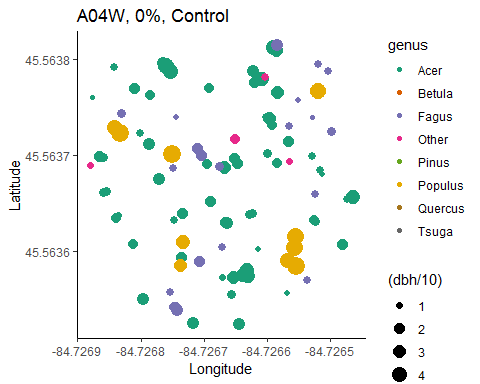 A04W, 0%, Control
genus
Acer
Betula
Fagus
Other
Pinus
Populus
Quercus
Tsuga
(dbh/10)
1
2
3
4
45.5638
45.5637
45.5636
Latitude
-84.7269 -84.7268 -84.7267 -84.7266 -84.7265
Longitude